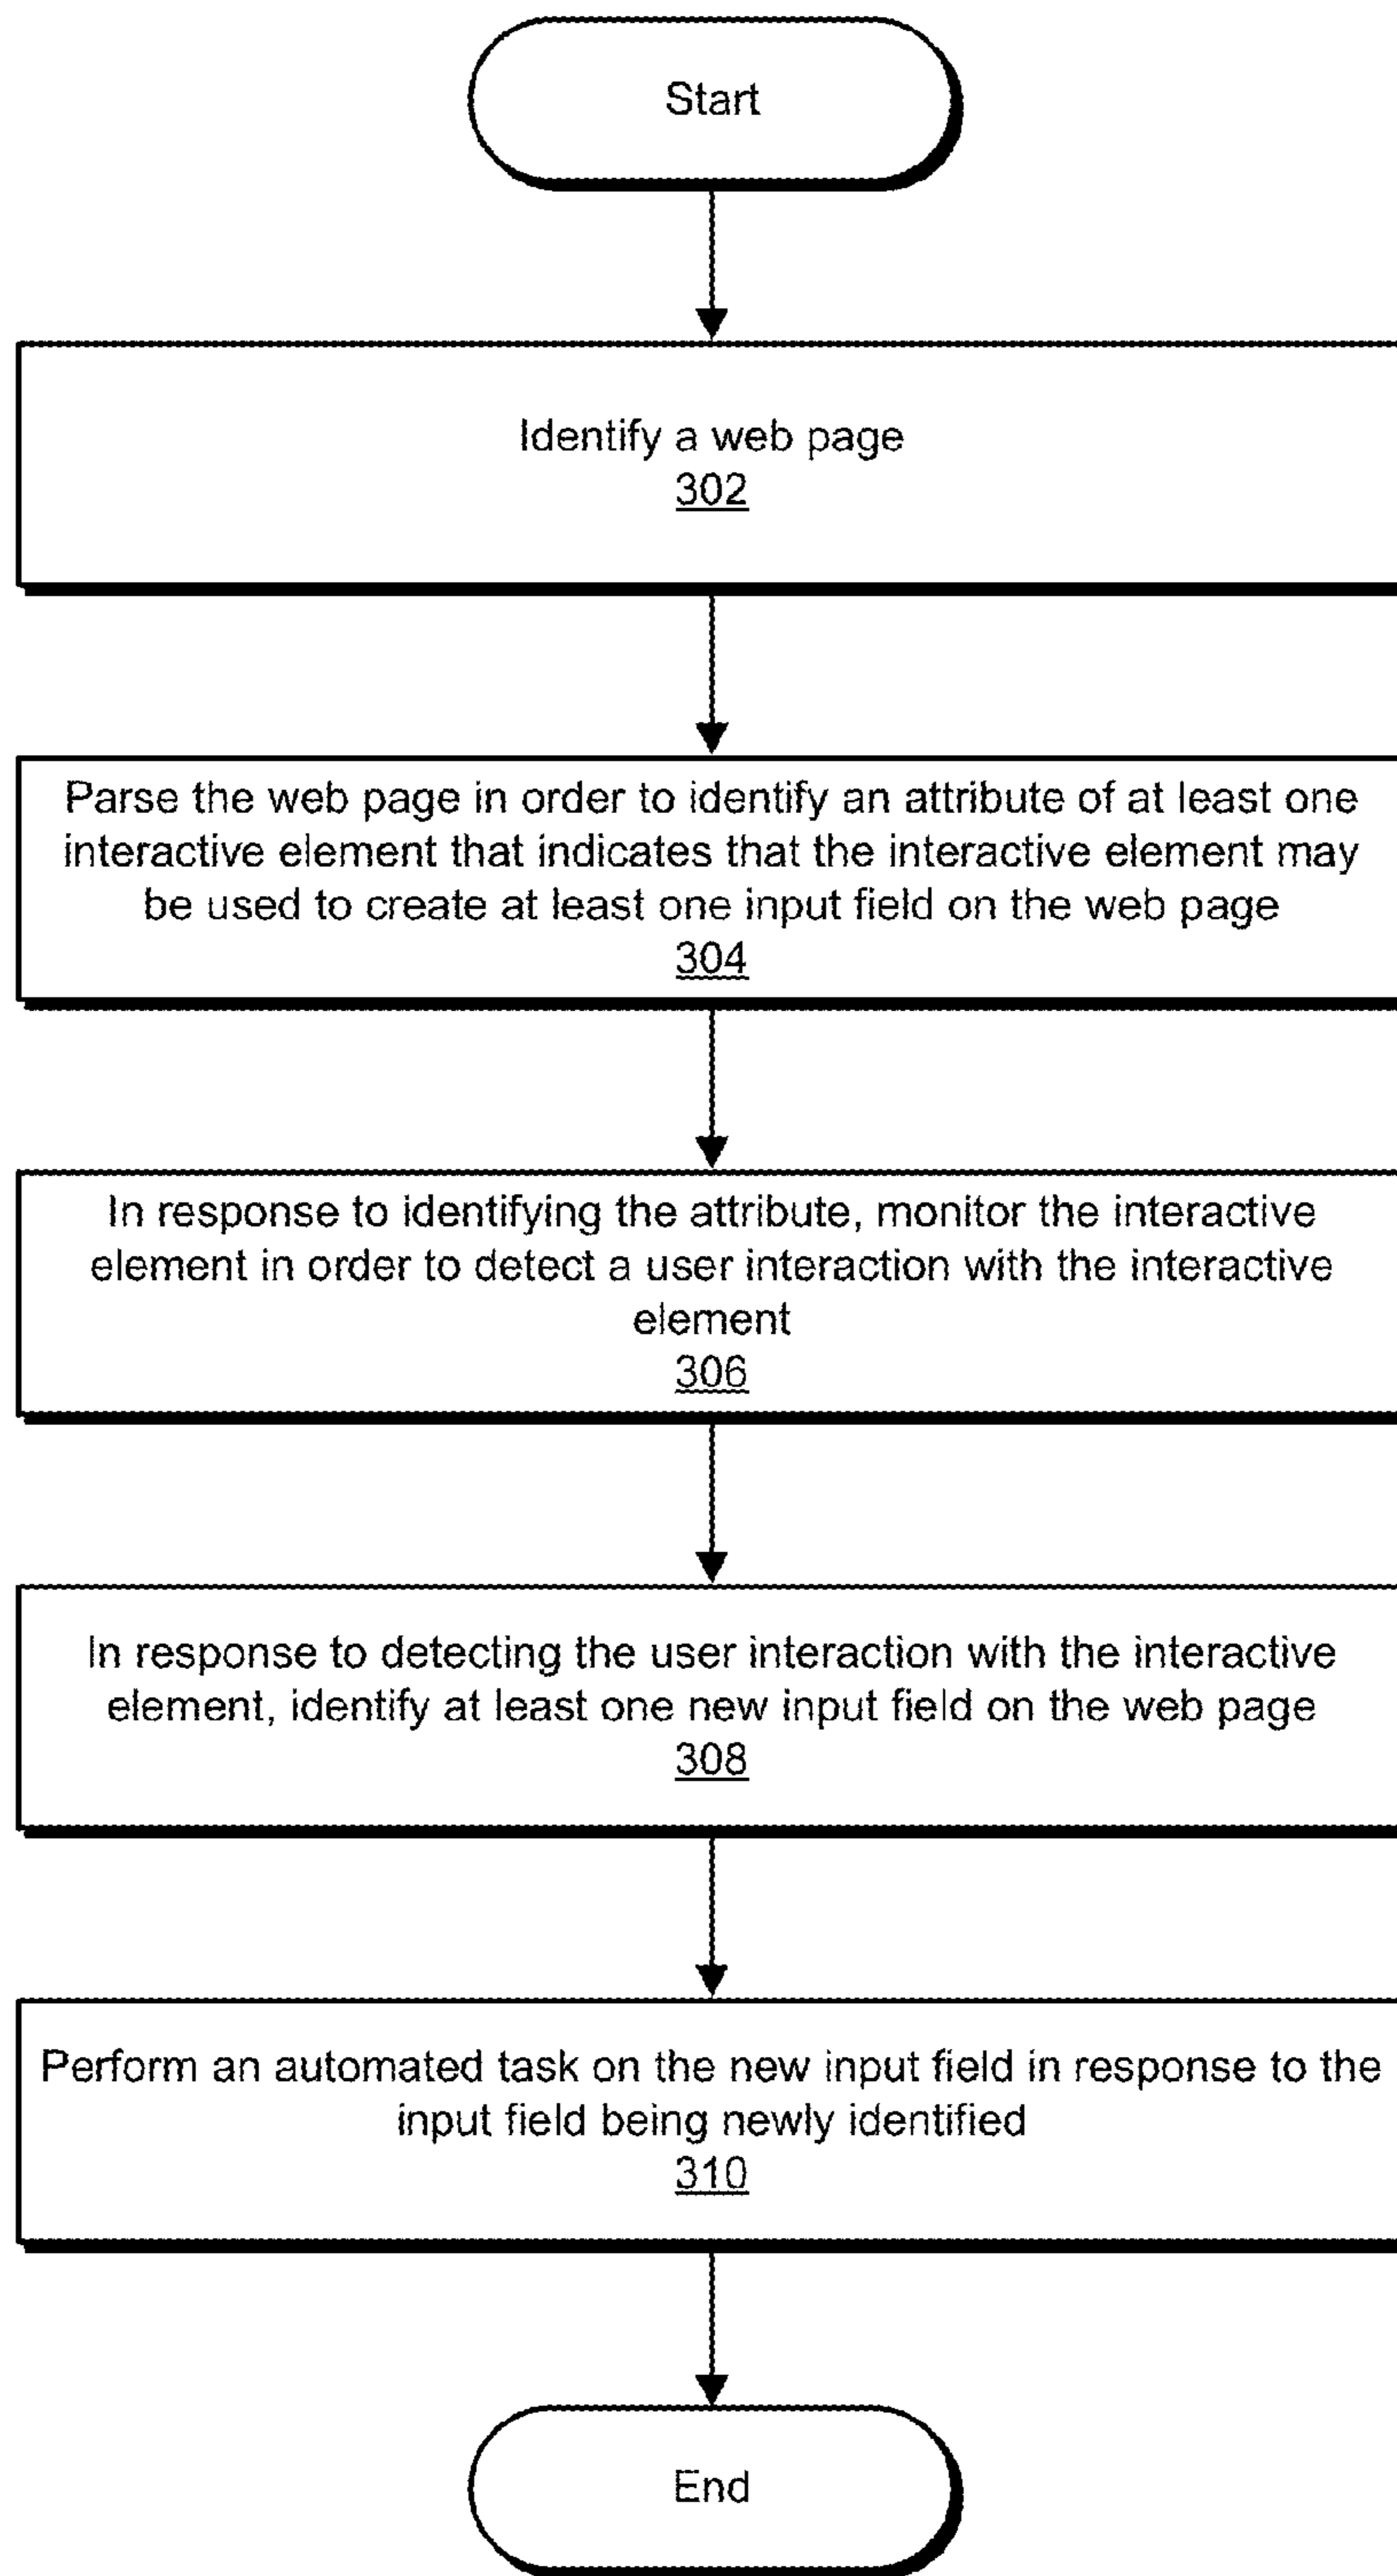 Start
Identify a web page
302
Parse the web page in order to identify an attribute of at least one
interactive element that indicates that the interactive element may
be used to create at least one input field on the web page
304
In response to identifying the attribute, monitor the interactive
element in order to detect a user interaction with the interactive
element
306
In response to detecting the user interaction with the interactive
element, identify at least one new input field on the web page
308
Perform an automated task on the new input field in response to the
input field being newly identified
310
End